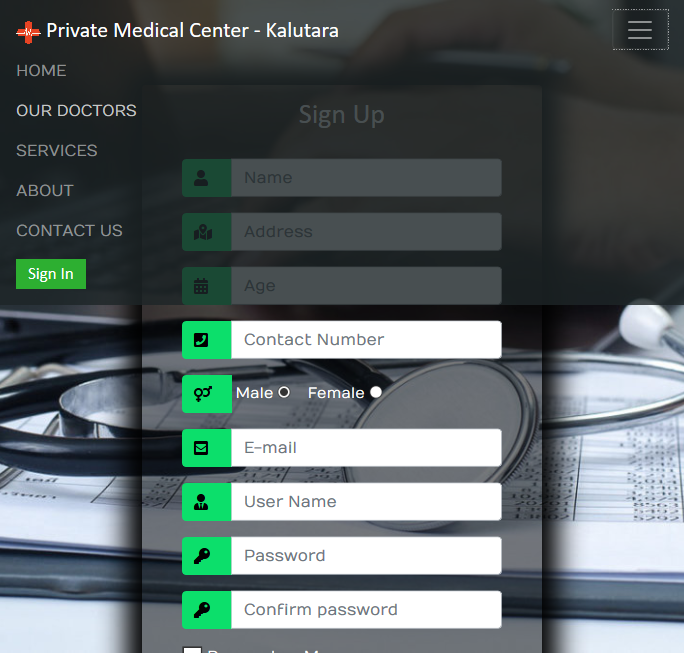 Private Medical Center - Kalutara
HOME
OUR DOCTORS
SERVICES
ABOUT
CONTACT US
Sign In
Sign Up
Name
Address
Age
Contact Number
Male Female
E-mail
User Name
Password
Confirm password